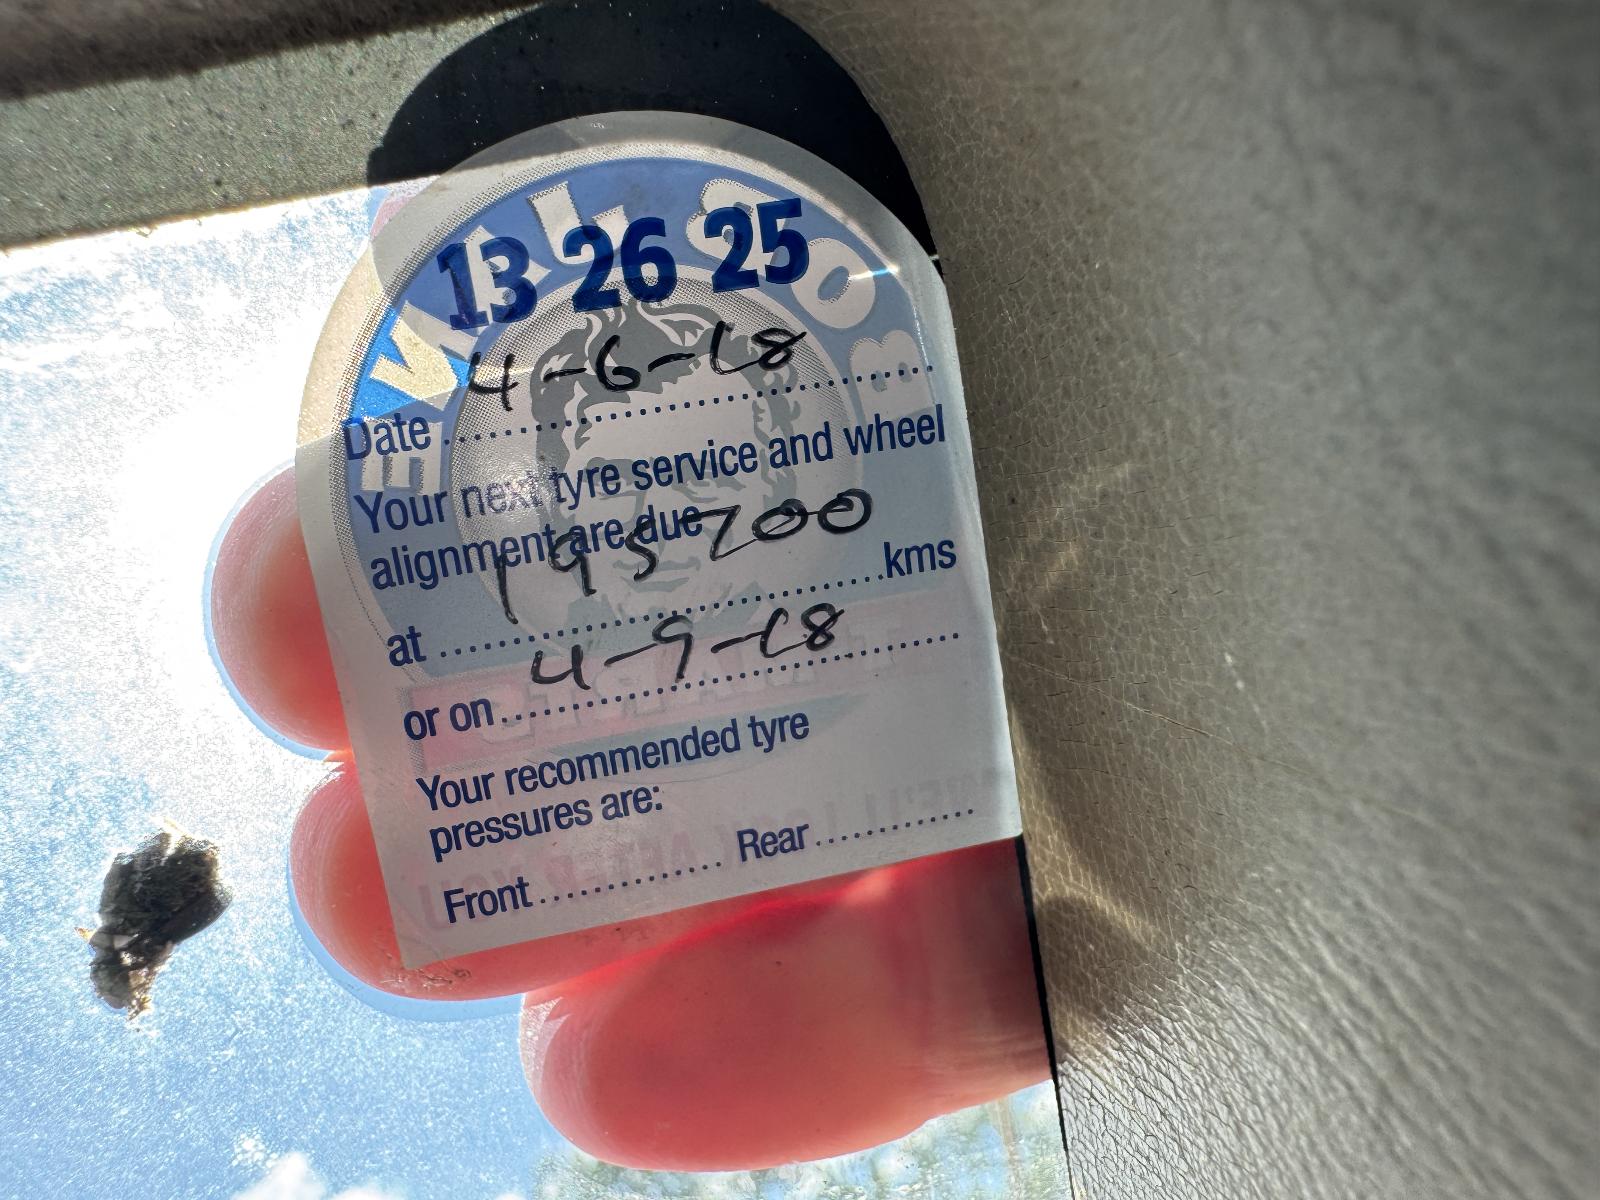 13 26 25
Date 4-6-18
Your next tyre service and wheel
alignment are due
at 195700 kms
or on 4-9-18
Your recommended tyre
pressures are:
Front Rear